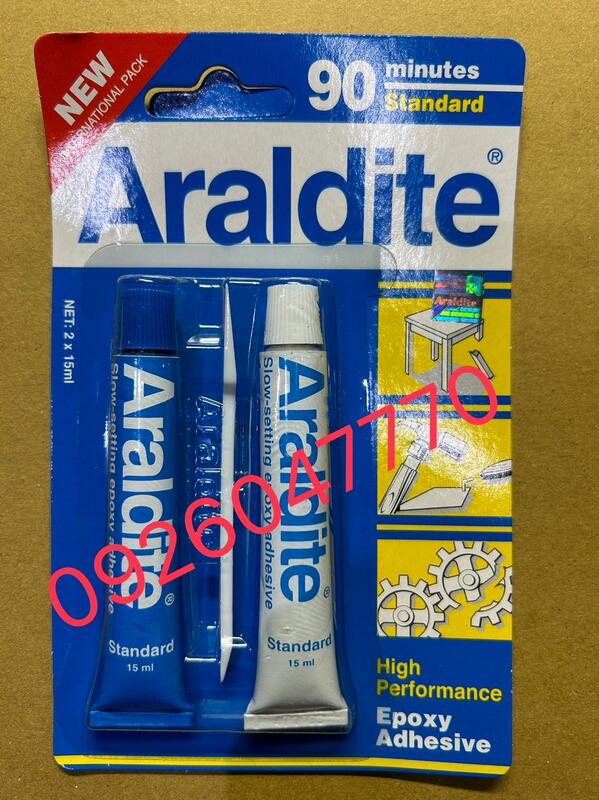 NEW
INTERNATIONAL PACK
90 minutes
Standard
Araldite®
NET: 2 x 15ml
Araldite®
Slow-setting epoxy adhesive
Standard
15 ml
Araldite
Araldite®
Slow-setting epoxy adhesive
Standard
15 ml
Araldite
0926047770
High
Performance
Epoxy
Adhesive